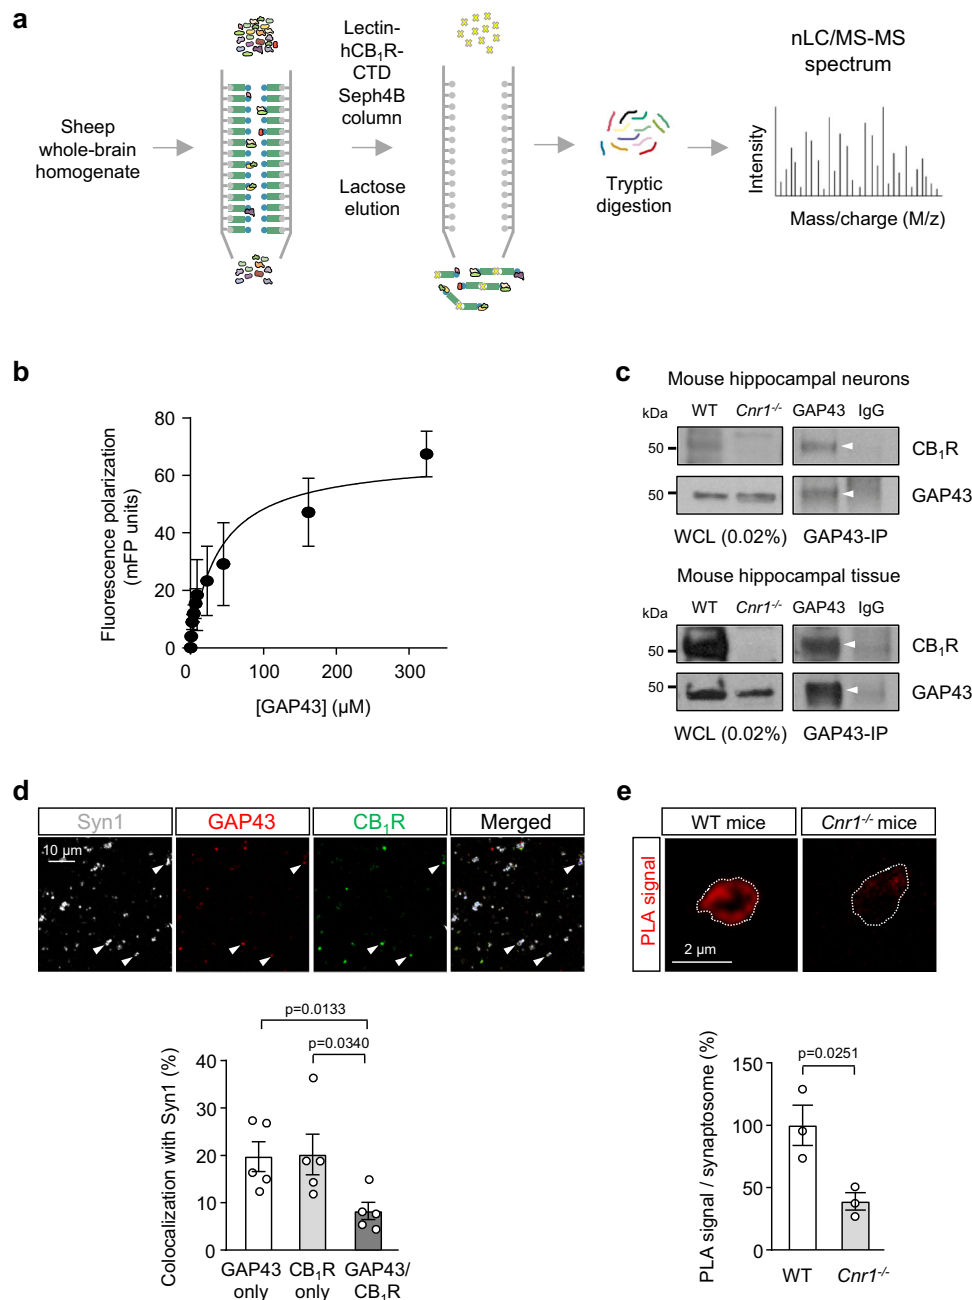 a
Sheep
whole-brain
homogenate
Lectin-
hCB₁R-
CTD
Seph4B
column
Lactose
elution
Tryptic
digestion
nLC/MS-MS
spectrum
Intensity
Mass/charge (M/z)
b
Fluorescence polarization
(mFP units)
80
60
40
20
0
0 100 200 300
[GAP43] (µM)
c
Mouse hippocampal neurons
kDa WT Cnr1⁻/⁻ GAP43 IgG
50 CB₁R
50 GAP43
WCL (0.02%) GAP43-IP
Mouse hippocampal tissue
kDa WT Cnr1⁻/⁻ GAP43 IgG
50 CB₁R
50 GAP43
WCL (0.02%) GAP43-IP
d
Syn1 GAP43 CB₁R Merged
10 µm
p=0.0133
p=0.0340
Colocalization with Syn1 (%)
40
30
20
10
0
GAP43 only
CB₁R only
GAP43/ CB₁R
e
WT mice Cnr1⁻/⁻ mice
PLA signal
2 µm
p=0.0251
PLA signal / synaptosome (%)
150
100
50
0
WT Cnr1⁻/⁻